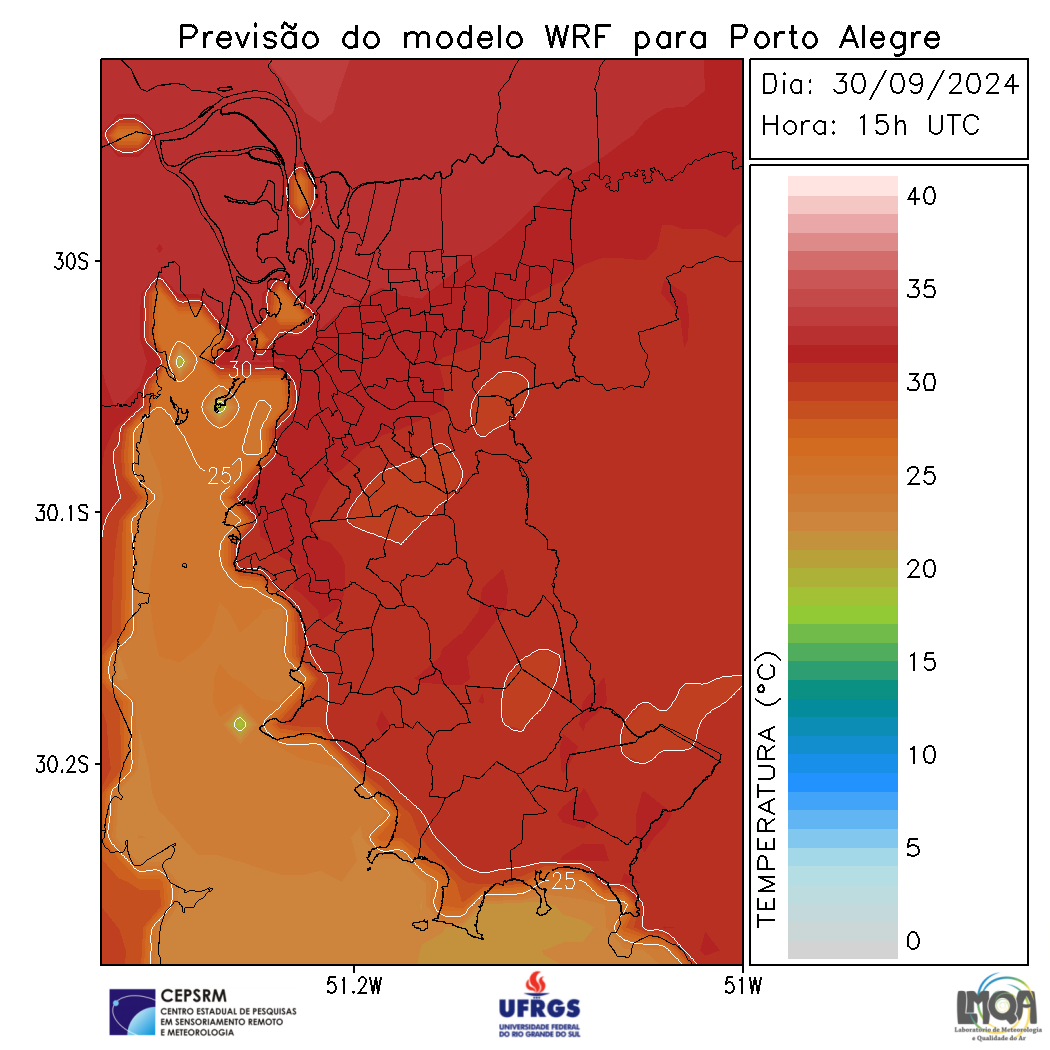 Previsão do modelo WRF para Porto Alegre
Dia: 30/09/2024
Hora: 15h UTC
30S
30.1S
30.2S
51.2W
51W
30
25
25
TEMPERATURA (°C)
40
35
30
25
20
15
10
5
0
CEPSRM
CENTRO ESTADUAL DE PESQUISAS
EM SENSORIAMENTO REMOTO
E METEOROLOGIA
UFRGS
UNIVERSIDADE FEDERAL
DO RIO GRANDE DO SUL
LMQA
Laboratório de Meteorologia
e Qualidade do Ar